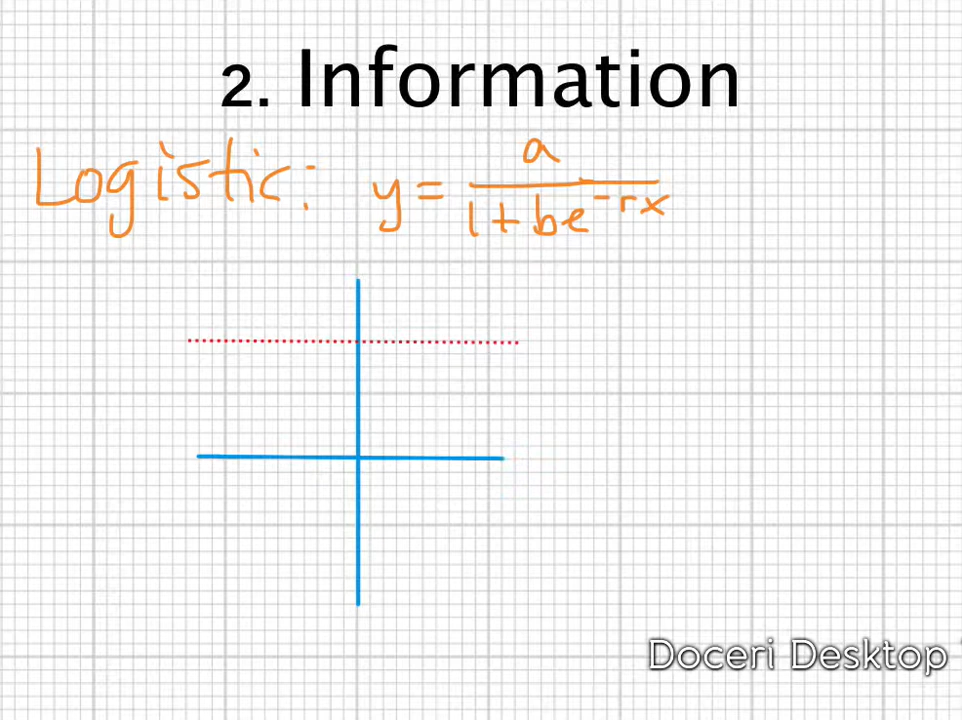 2. Information
Logistic: y = a / (1 + be^(-rx))
Doceri Desktop